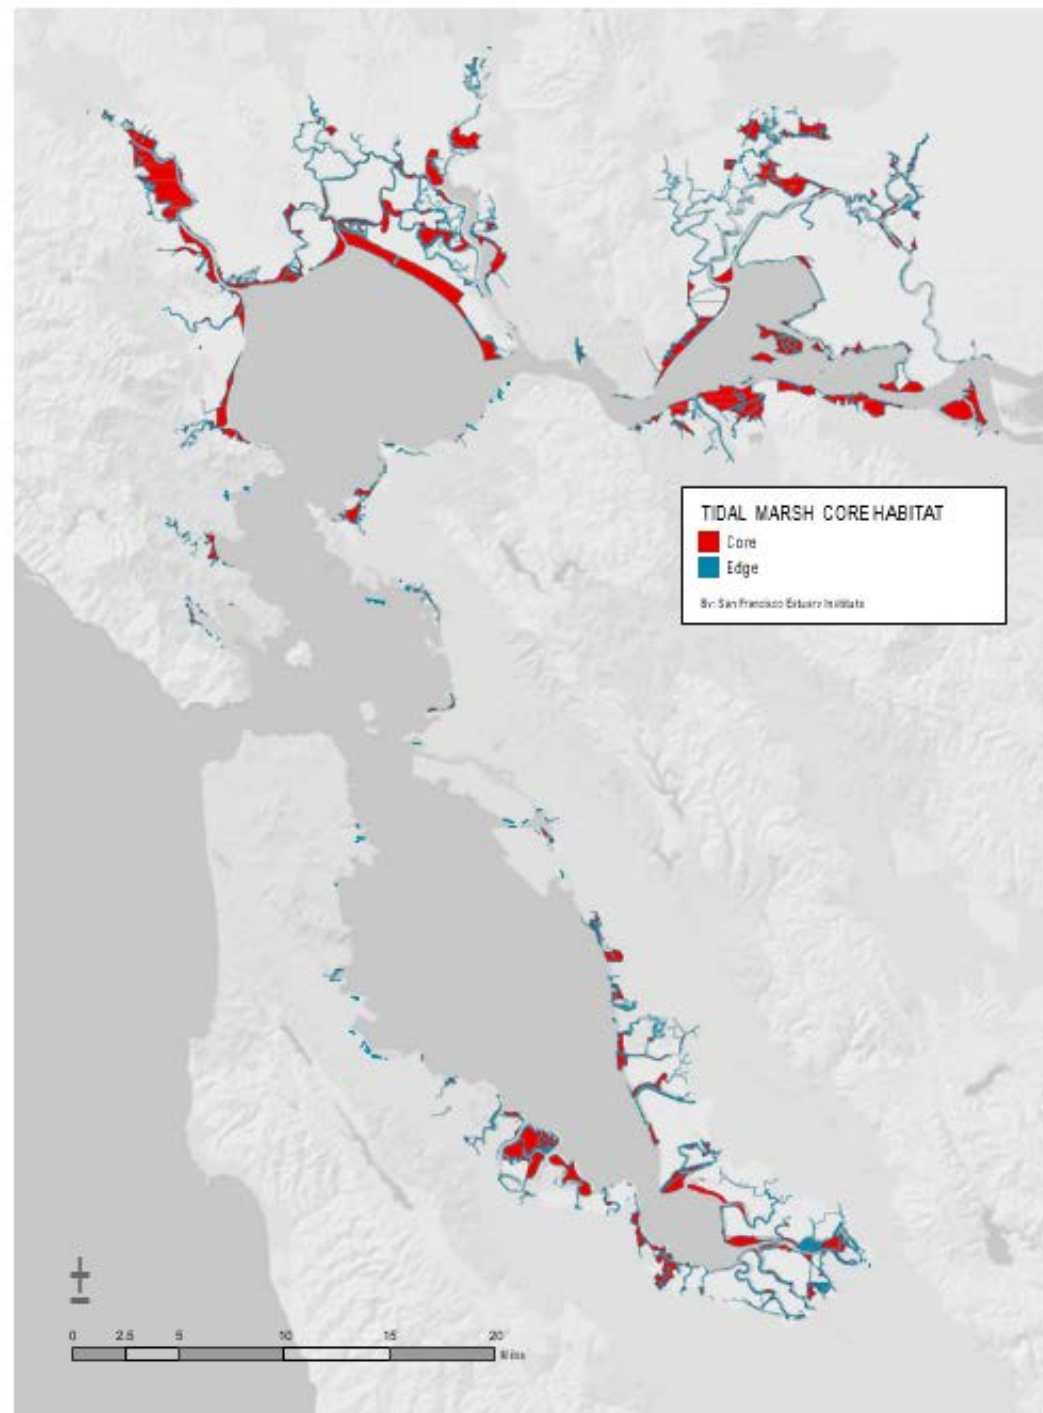 TIDAL MARSH CORE HABITAT
Core
Edge
By: San Francisco Estuary Institute
0 2.5 5 10 15 20
Miles